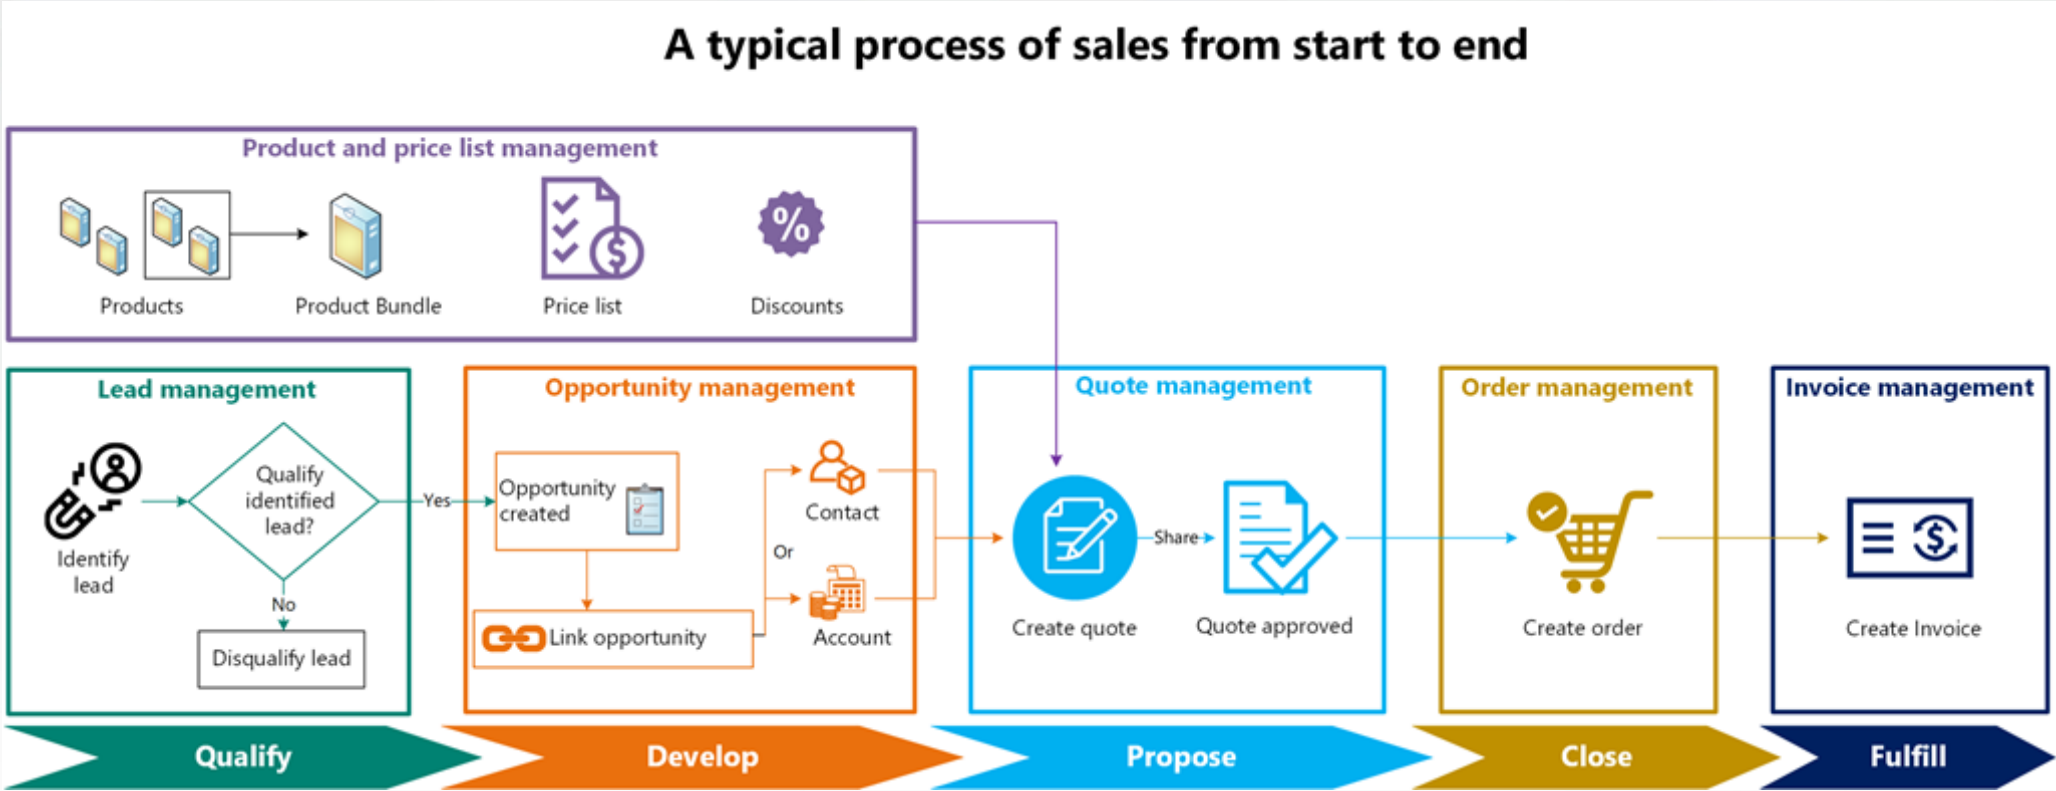 A typical process of sales from start to end
Product and price list management
%
$
Products
Product Bundle
Price list
Discounts
Lead management
Identify
lead
Qualify
identified
lead?
Yes
No
Disqualify lead
Opportunity management
Opportunity
created
Link opportunity
Contact
Or
Account
Quote management
Create quote
Share
Quote approved
Order management
Create order
Invoice management
$
Create Invoice
Qualify
Develop
Propose
Close
Fulfill